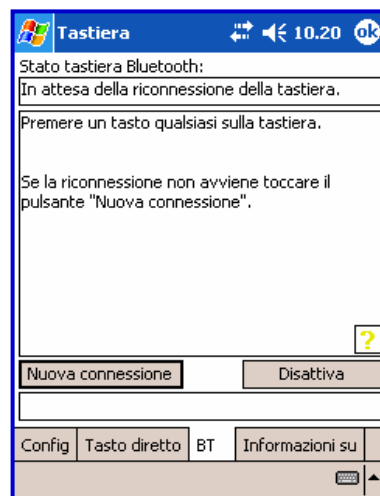 Tastiera 10.20 ok
Stato tastiera Bluetooth:
In attesa della riconnessione della tastiera.
Premere un tasto qualsiasi sulla tastiera.
Se la riconnessione non avviene toccare il
pulsante "Nuova connessione".
?
Nuova connessione Disattiva
Config Tasto diretto BT Informazioni su